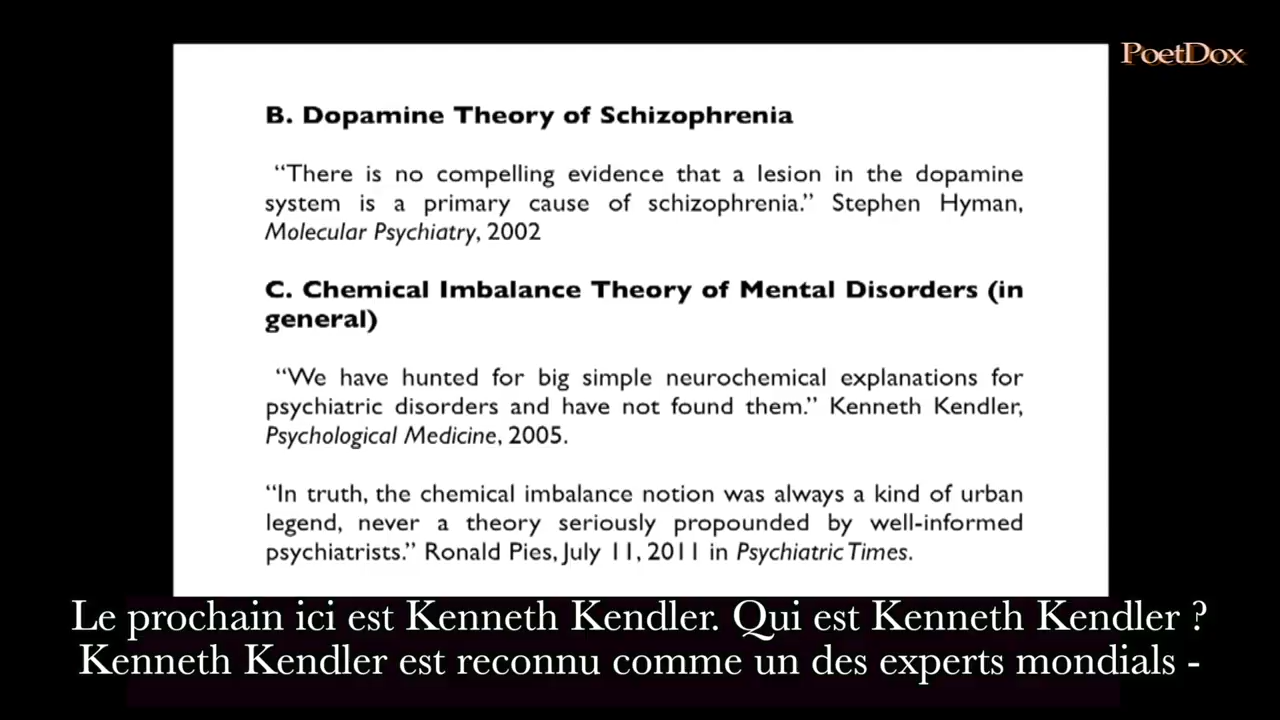 PoetDox
B. Dopamine Theory of Schizophrenia
“There is no compelling evidence that a lesion in the dopamine
system is a primary cause of schizophrenia.” Stephen Hyman,
Molecular Psychiatry, 2002
C. Chemical Imbalance Theory of Mental Disorders (in
general)
“We have hunted for big simple neurochemical explanations for
psychiatric disorders and have not found them.” Kenneth Kendler,
Psychological Medicine, 2005.
“In truth, the chemical imbalance notion was always a kind of urban
legend, never a theory seriously propounded by well-informed
psychiatrists.” Ronald Pies, July 11, 2011 in Psychiatric Times.
Le prochain ici est Kenneth Kendler. Qui est Kenneth Kendler ?
Kenneth Kendler est reconnu comme un des experts mondials -